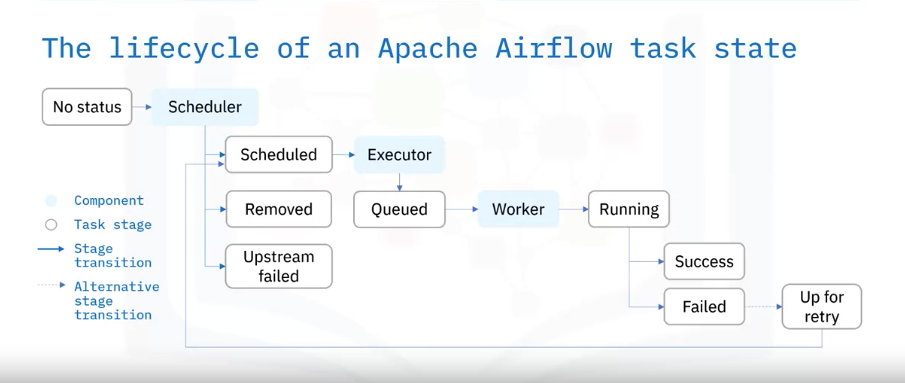 The lifecycle of an Apache Airflow task state
No status
Scheduler
Scheduled
Executor
Removed
Queued
Worker
Running
Upstream
failed
Success
Failed
Up for
retry
Component
Task stage
Stage
transition
Alternative
stage
transition